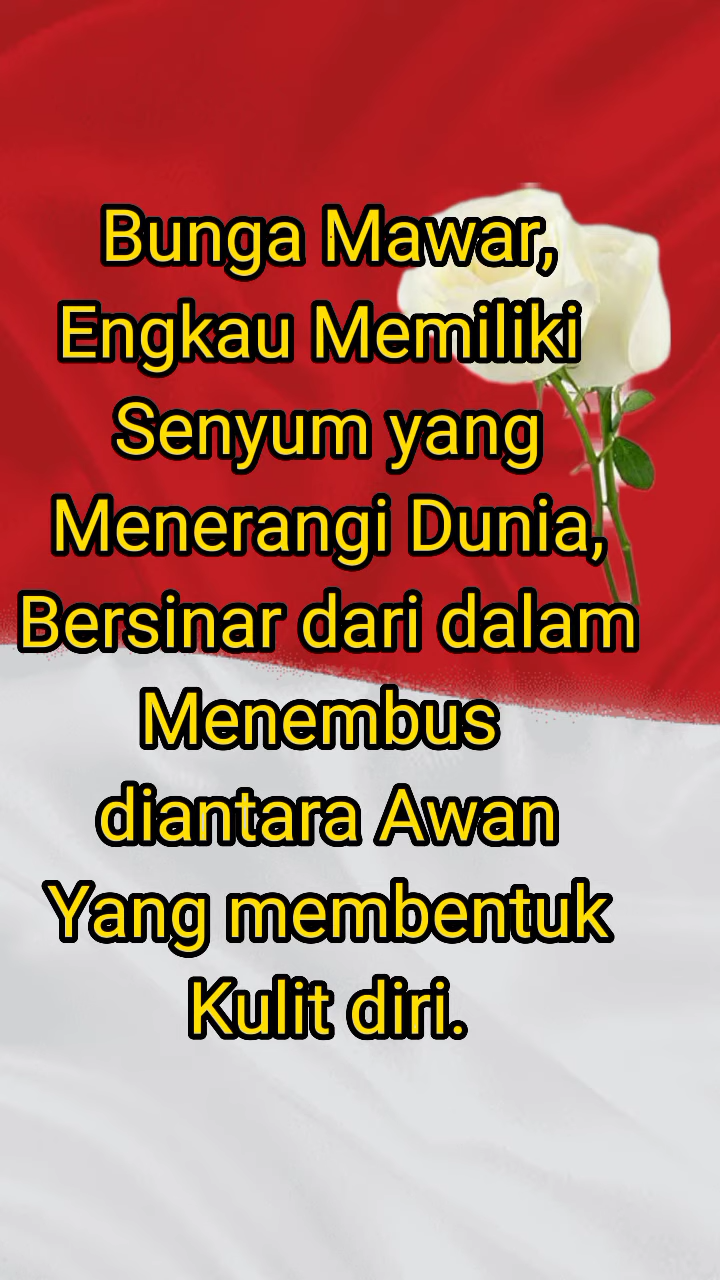 Bunga Mawar,
Engkau Memiliki
Senyum yang
Menerangi Dunia,
Bersinar dari dalam
Menembus
diantara Awan
Yang membentuk
Kulit diri.